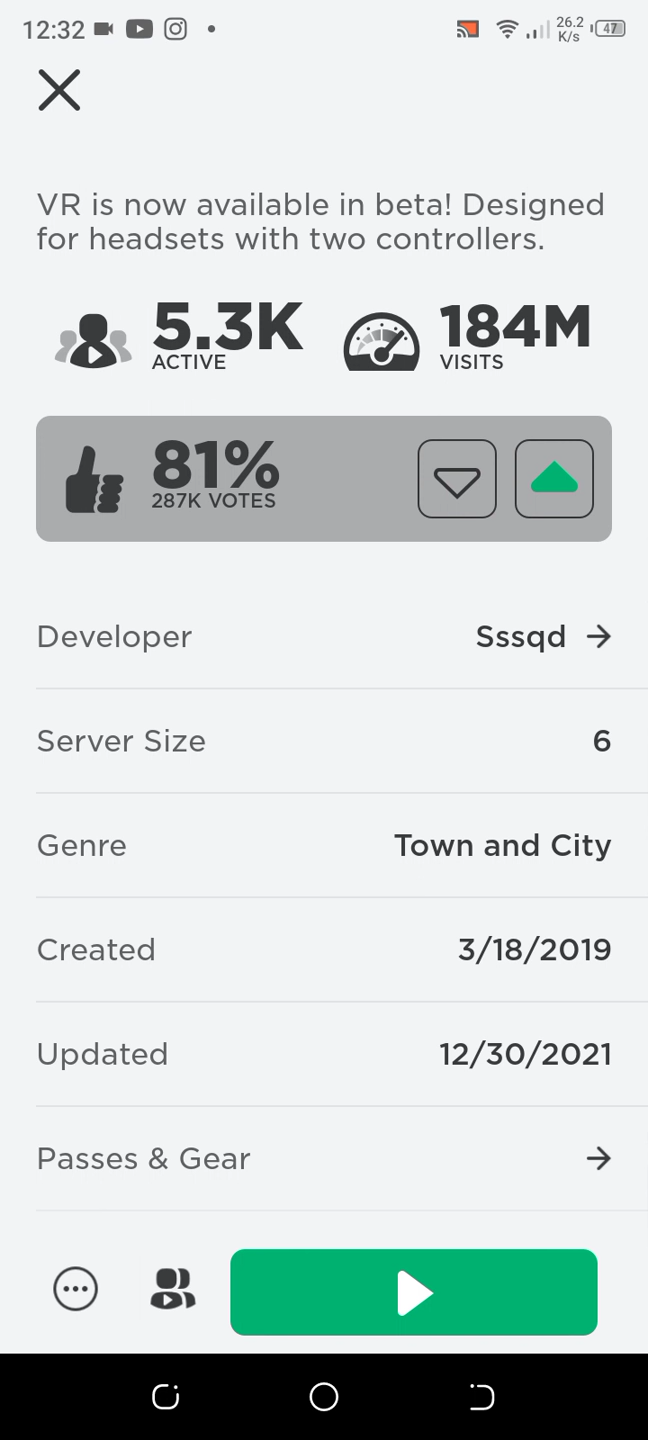 12:32
26.2
K/s
47
VR is now available in beta! Designed
for headsets with two controllers.
5.3K
ACTIVE
184M
VISITS
81%
287K VOTES
Developer
Sssqd
Server Size
6
Genre
Town and City
Created
3/18/2019
Updated
12/30/2021
Passes & Gear